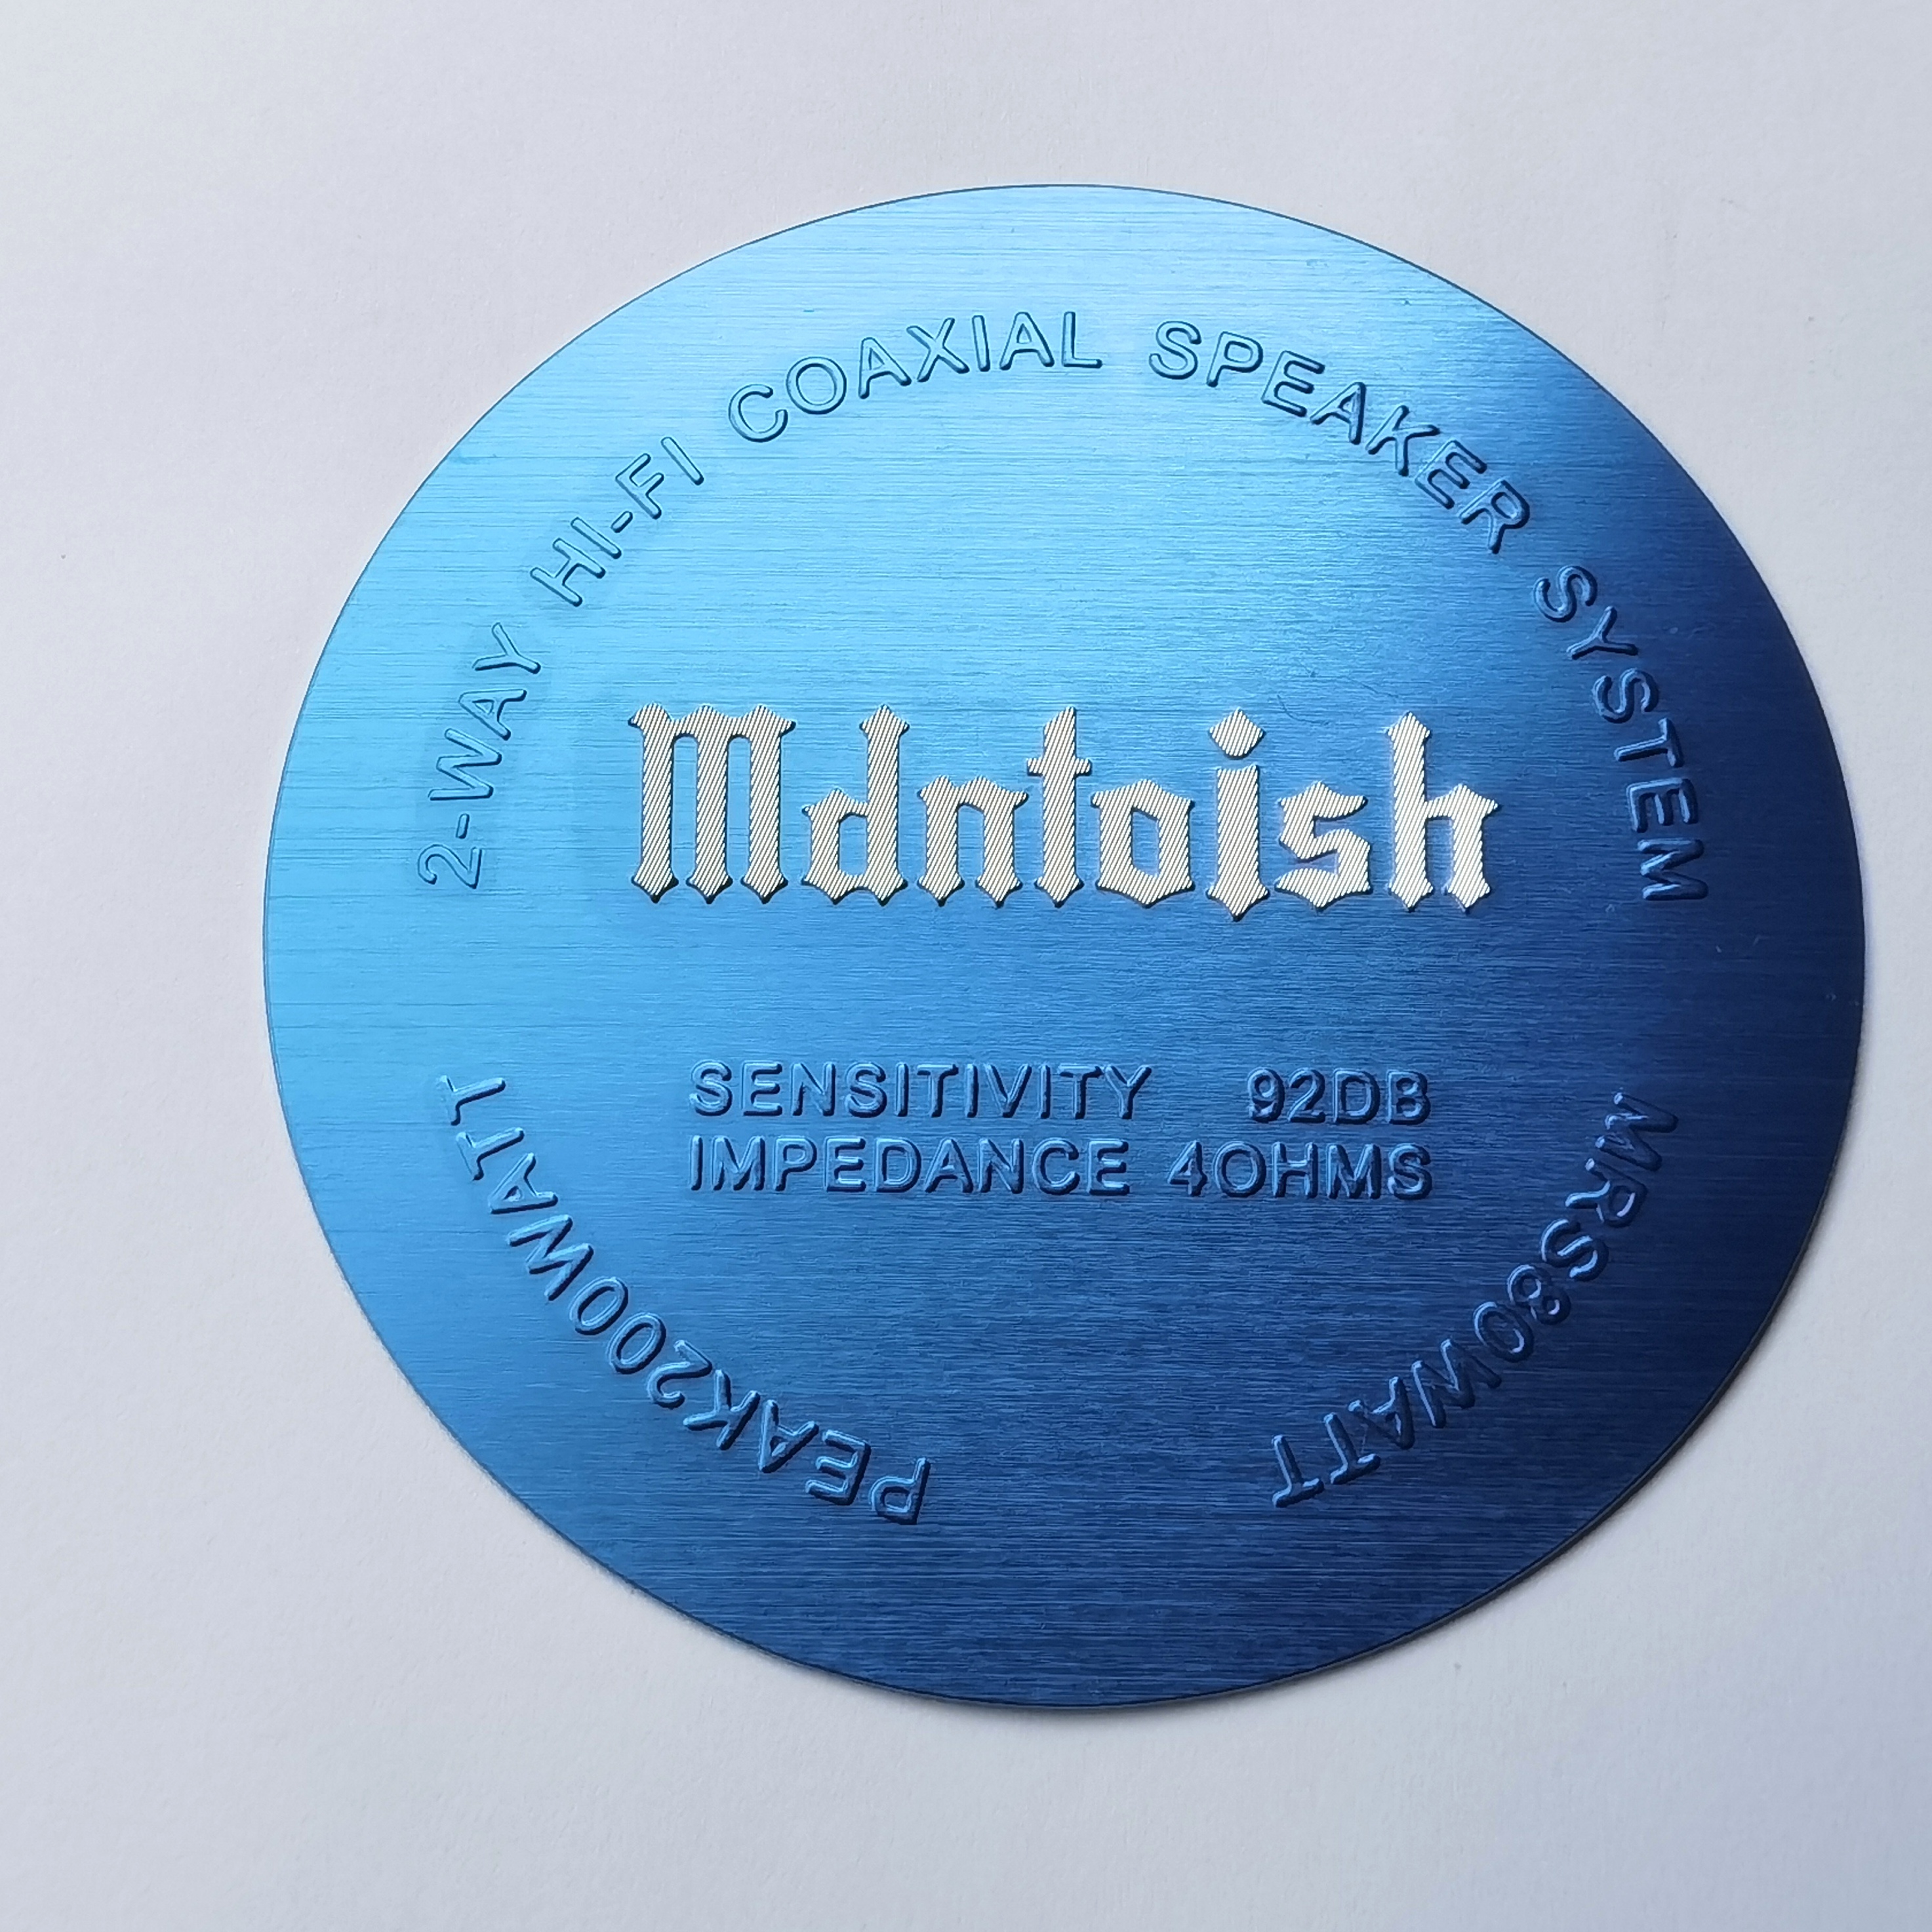 2-WAY HI-FI COAXIAL SPEAKER SYSTEM
Mdntoish
SENSITIVITY 92DB
IMPEDANCE 4OHMS
PEAK200WATT
MRS80WATT